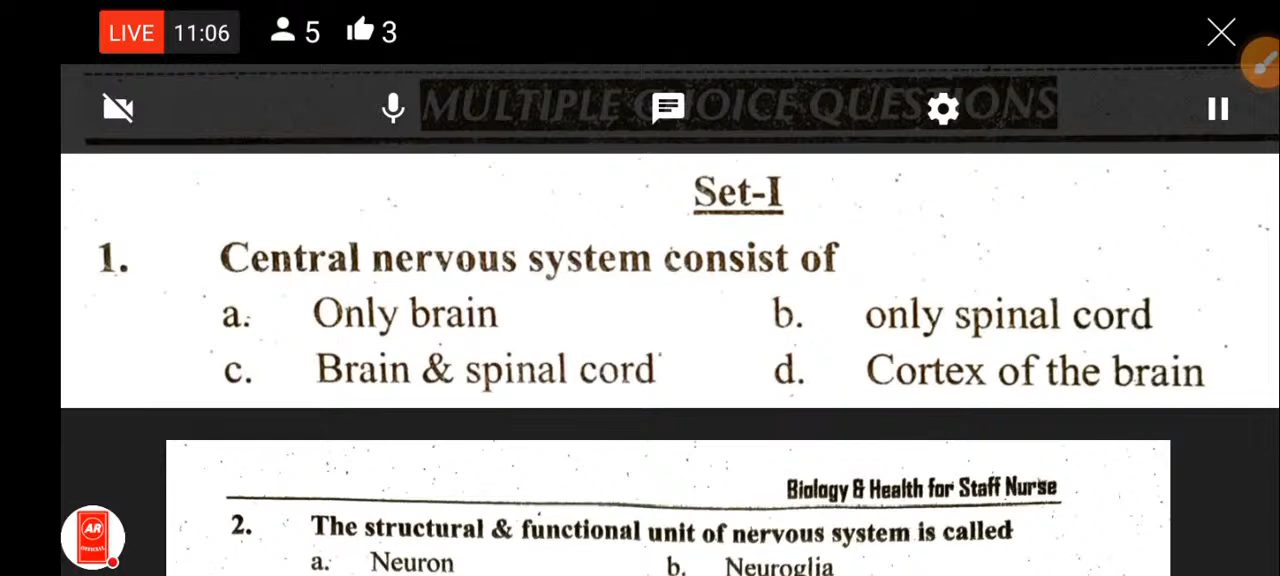 LIVE 11:06 5 3
MULTIPLE CHOICE QUESTIONS
Set-I
1. Central nervous system consist of
a. Only brain b. only spinal cord
c. Brain & spinal cord d. Cortex of the brain
Biology & Health for Staff Nurse
2. The structural & functional unit of nervous system is called
a. Neuron b. Neuroglia
AR
OFFICIAL